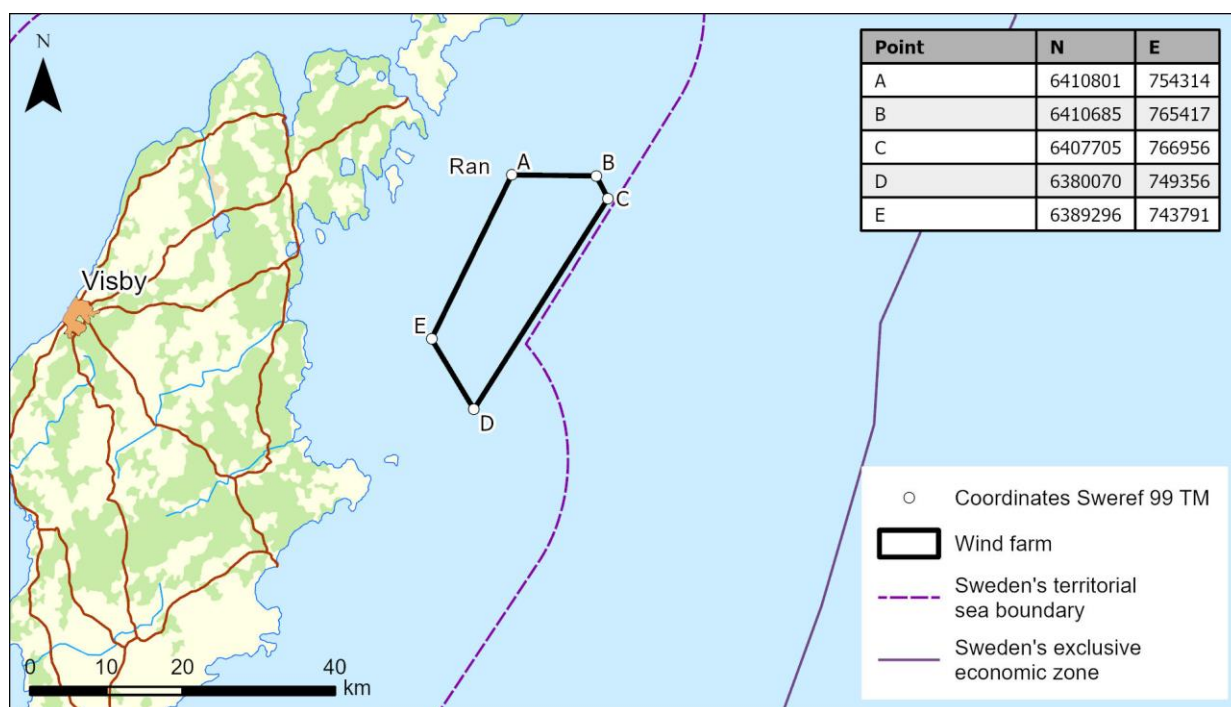 N
Point N E
A 6410801 754314
B 6410685 765417
C 6407705 766956
D 6380070 749356
E 6389296 743791
Ran
A
B
C
Visby
E
D
Coordinates Sweref 99 TM
Wind farm
Sweden's territorial
sea boundary
Sweden's exclusive
economic zone
0 10 20 40
km